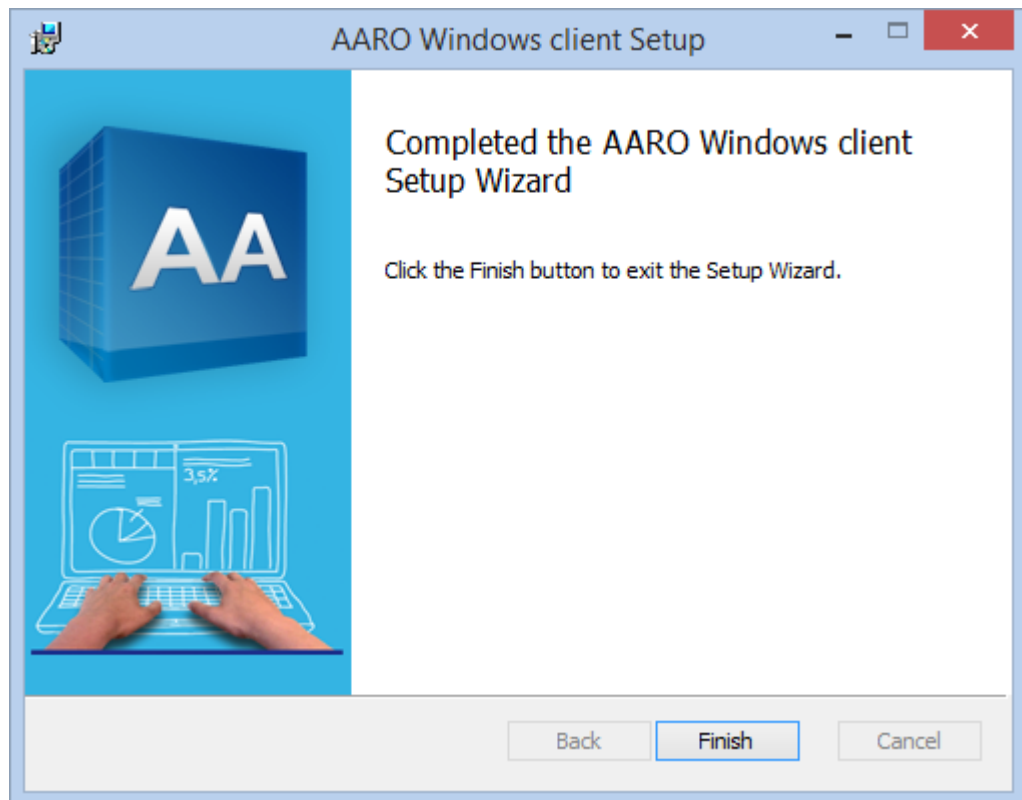 AARO Windows client Setup
AA
Completed the AARO Windows client
Setup Wizard
Click the Finish button to exit the Setup Wizard.
3,5%
Back
Finish
Cancel